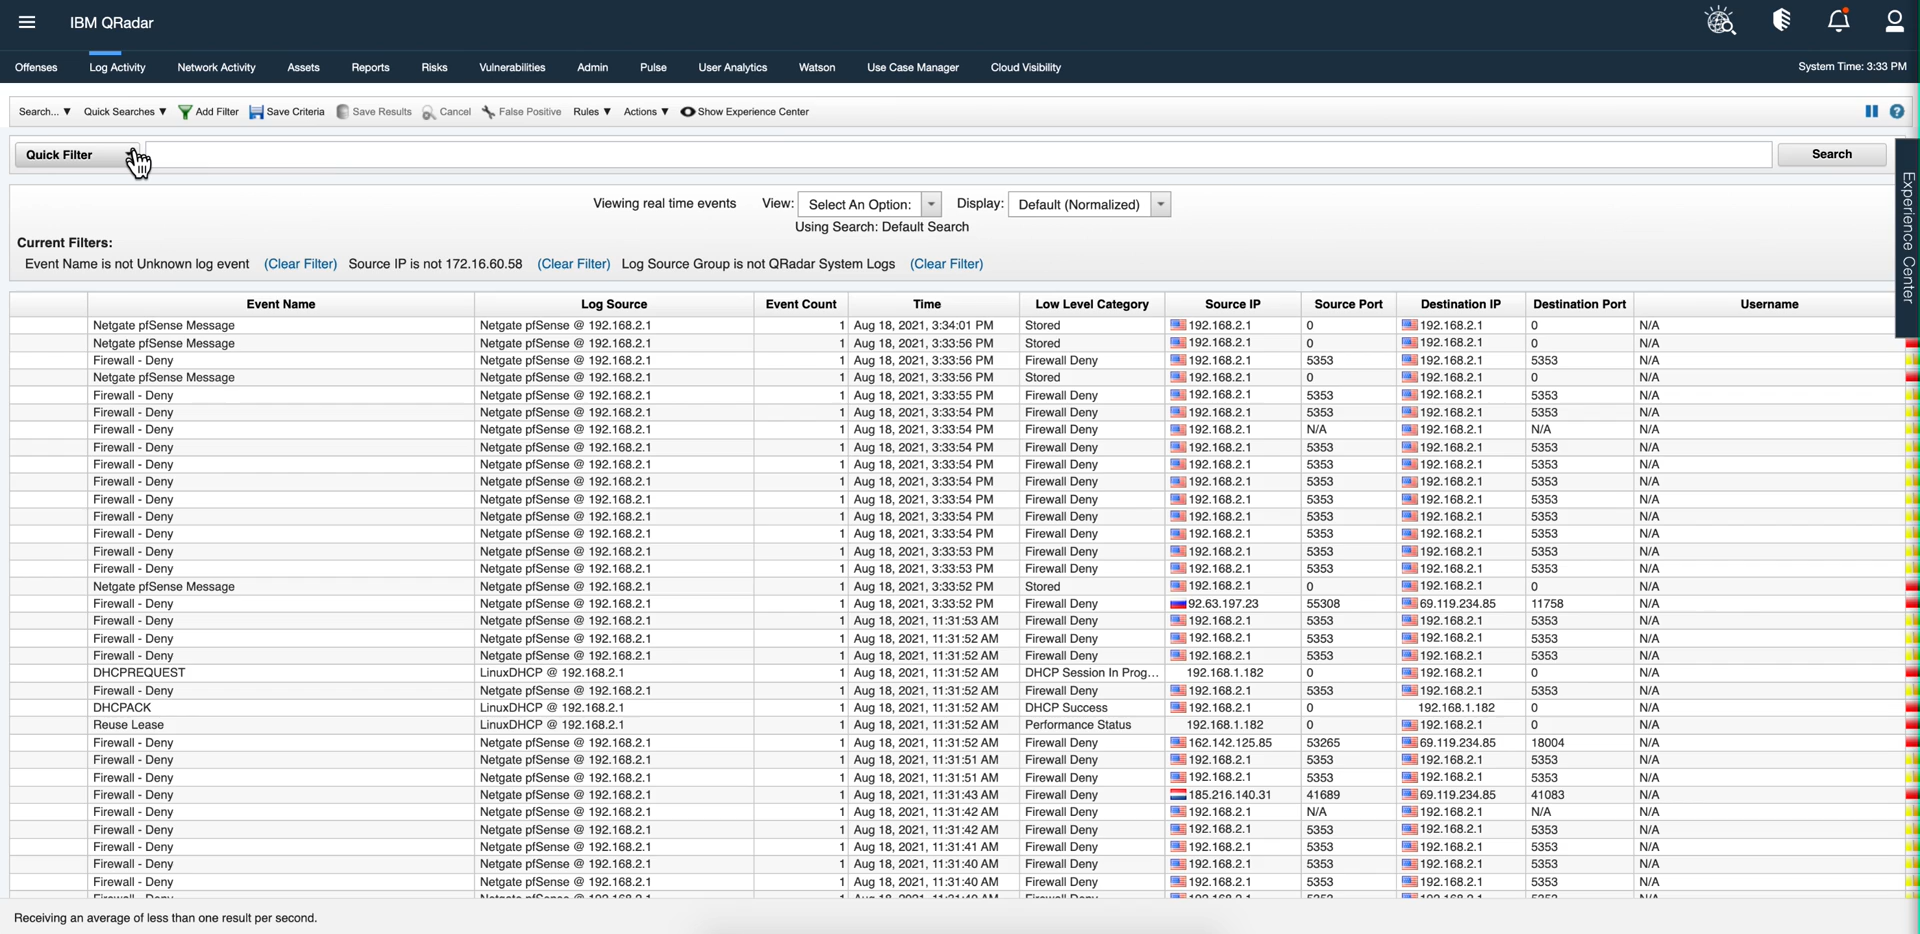 IBM QRadar
Offenses Log Activity Network Activity Assets Reports Risks Vulnerabilities Admin Pulse User Analytics Watson Use Case Manager Cloud Visibility System Time: 3:33 PM
Search... Quick Searches Add Filter Save Criteria Save Results Cancel False Positive Rules Actions Show Experience Center
Quick Filter Search
Experience Center
Viewing real time events View: Select An Option: Display: Default (Normalized)
Using Search: Default Search
Current Filters:
Event Name is not Unknown log event (Clear Filter) Source IP is not 172.16.60.58 (Clear Filter) Log Source Group is not QRadar System Logs (Clear Filter)
Event Name Log Source Event Count Time Low Level Category Source IP Source Port Destination IP Destination Port Username
Netgate pfSense Message Netgate pfSense @ 192.168.2.1 1 Aug 18, 2021, 3:34:01 PM Stored 192.168.2.1 0 192.168.2.1 0 N/A
Netgate pfSense Message Netgate pfSense @ 192.168.2.1 1 Aug 18, 2021, 3:33:56 PM Stored 192.168.2.1 0 192.168.2.1 0 N/A
Firewall - Deny Netgate pfSense @ 192.168.2.1 1 Aug 18, 2021, 3:33:56 PM Firewall Deny 192.168.2.1 5353 192.168.2.1 5353 N/A
Netgate pfSense Message Netgate pfSense @ 192.168.2.1 1 Aug 18, 2021, 3:33:56 PM Stored 192.168.2.1 0 192.168.2.1 0 N/A
Firewall - Deny Netgate pfSense @ 192.168.2.1 1 Aug 18, 2021, 3:33:55 PM Firewall Deny 192.168.2.1 5353 192.168.2.1 5353 N/A
Firewall - Deny Netgate pfSense @ 192.168.2.1 1 Aug 18, 2021, 3:33:54 PM Firewall Deny 192.168.2.1 5353 192.168.2.1 5353 N/A
Firewall - Deny Netgate pfSense @ 192.168.2.1 1 Aug 18, 2021, 3:33:54 PM Firewall Deny 192.168.2.1 N/A 192.168.2.1 N/A N/A
Firewall - Deny Netgate pfSense @ 192.168.2.1 1 Aug 18, 2021, 3:33:54 PM Firewall Deny 192.168.2.1 5353 192.168.2.1 5353 N/A
Firewall - Deny Netgate pfSense @ 192.168.2.1 1 Aug 18, 2021, 3:33:54 PM Firewall Deny 192.168.2.1 5353 192.168.2.1 5353 N/A
Firewall - Deny Netgate pfSense @ 192.168.2.1 1 Aug 18, 2021, 3:33:54 PM Firewall Deny 192.168.2.1 5353 192.168.2.1 5353 N/A
Firewall - Deny Netgate pfSense @ 192.168.2.1 1 Aug 18, 2021, 3:33:54 PM Firewall Deny 192.168.2.1 5353 192.168.2.1 5353 N/A
Firewall - Deny Netgate pfSense @ 192.168.2.1 1 Aug 18, 2021, 3:33:54 PM Firewall Deny 192.168.2.1 5353 192.168.2.1 5353 N/A
Firewall - Deny Netgate pfSense @ 192.168.2.1 1 Aug 18, 2021, 3:33:54 PM Firewall Deny 192.168.2.1 5353 192.168.2.1 5353 N/A
Firewall - Deny Netgate pfSense @ 192.168.2.1 1 Aug 18, 2021, 3:33:53 PM Firewall Deny 192.168.2.1 5353 192.168.2.1 5353 N/A
Firewall - Deny Netgate pfSense @ 192.168.2.1 1 Aug 18, 2021, 3:33:53 PM Firewall Deny 192.168.2.1 5353 192.168.2.1 5353 N/A
Netgate pfSense Message Netgate pfSense @ 192.168.2.1 1 Aug 18, 2021, 3:33:52 PM Stored 192.168.2.1 0 192.168.2.1 0 N/A
Firewall - Deny Netgate pfSense @ 192.168.2.1 1 Aug 18, 2021, 3:33:52 PM Firewall Deny 92.63.197.23 55308 69.119.234.85 11758 N/A
Firewall - Deny Netgate pfSense @ 192.168.2.1 1 Aug 18, 2021, 11:31:53 AM Firewall Deny 192.168.2.1 5353 192.168.2.1 5353 N/A
Firewall - Deny Netgate pfSense @ 192.168.2.1 1 Aug 18, 2021, 11:31:52 AM Firewall Deny 192.168.2.1 5353 192.168.2.1 5353 N/A
Firewall - Deny Netgate pfSense @ 192.168.2.1 1 Aug 18, 2021, 11:31:52 AM Firewall Deny 192.168.2.1 5353 192.168.2.1 5353 N/A
DHCPREQUEST LinuxDHCP @ 192.168.2.1 1 Aug 18, 2021, 11:31:52 AM DHCP Session In Prog... 192.168.1.182 0 192.168.2.1 0 N/A
Firewall - Deny Netgate pfSense @ 192.168.2.1 1 Aug 18, 2021, 11:31:52 AM Firewall Deny 192.168.2.1 5353 192.168.2.1 5353 N/A
DHCPACK LinuxDHCP @ 192.168.2.1 1 Aug 18, 2021, 11:31:52 AM DHCP Success 192.168.2.1 0 192.168.1.182 0 N/A
Reuse Lease LinuxDHCP @ 192.168.2.1 1 Aug 18, 2021, 11:31:52 AM Performance Status 192.168.1.182 0 192.168.2.1 0 N/A
Firewall - Deny Netgate pfSense @ 192.168.2.1 1 Aug 18, 2021, 11:31:52 AM Firewall Deny 162.142.125.85 53265 69.119.234.85 18004 N/A
Firewall - Deny Netgate pfSense @ 192.168.2.1 1 Aug 18, 2021, 11:31:51 AM Firewall Deny 192.168.2.1 5353 192.168.2.1 5353 N/A
Firewall - Deny Netgate pfSense @ 192.168.2.1 1 Aug 18, 2021, 11:31:51 AM Firewall Deny 192.168.2.1 5353 192.168.2.1 5353 N/A
Firewall - Deny Netgate pfSense @ 192.168.2.1 1 Aug 18, 2021, 11:31:43 AM Firewall Deny 185.216.140.31 41689 69.119.234.85 41083 N/A
Firewall - Deny Netgate pfSense @ 192.168.2.1 1 Aug 18, 2021, 11:31:42 AM Firewall Deny 192.168.2.1 N/A 192.168.2.1 N/A N/A
Firewall - Deny Netgate pfSense @ 192.168.2.1 1 Aug 18, 2021, 11:31:42 AM Firewall Deny 192.168.2.1 5353 192.168.2.1 5353 N/A
Firewall - Deny Netgate pfSense @ 192.168.2.1 1 Aug 18, 2021, 11:31:41 AM Firewall Deny 192.168.2.1 5353 192.168.2.1 5353 N/A
Firewall - Deny Netgate pfSense @ 192.168.2.1 1 Aug 18, 2021, 11:31:40 AM Firewall Deny 192.168.2.1 5353 192.168.2.1 5353 N/A
Firewall - Deny Netgate pfSense @ 192.168.2.1 1 Aug 18, 2021, 11:31:40 AM Firewall Deny 192.168.2.1 5353 192.168.2.1 5353 N/A
Receiving an average of less than one result per second.